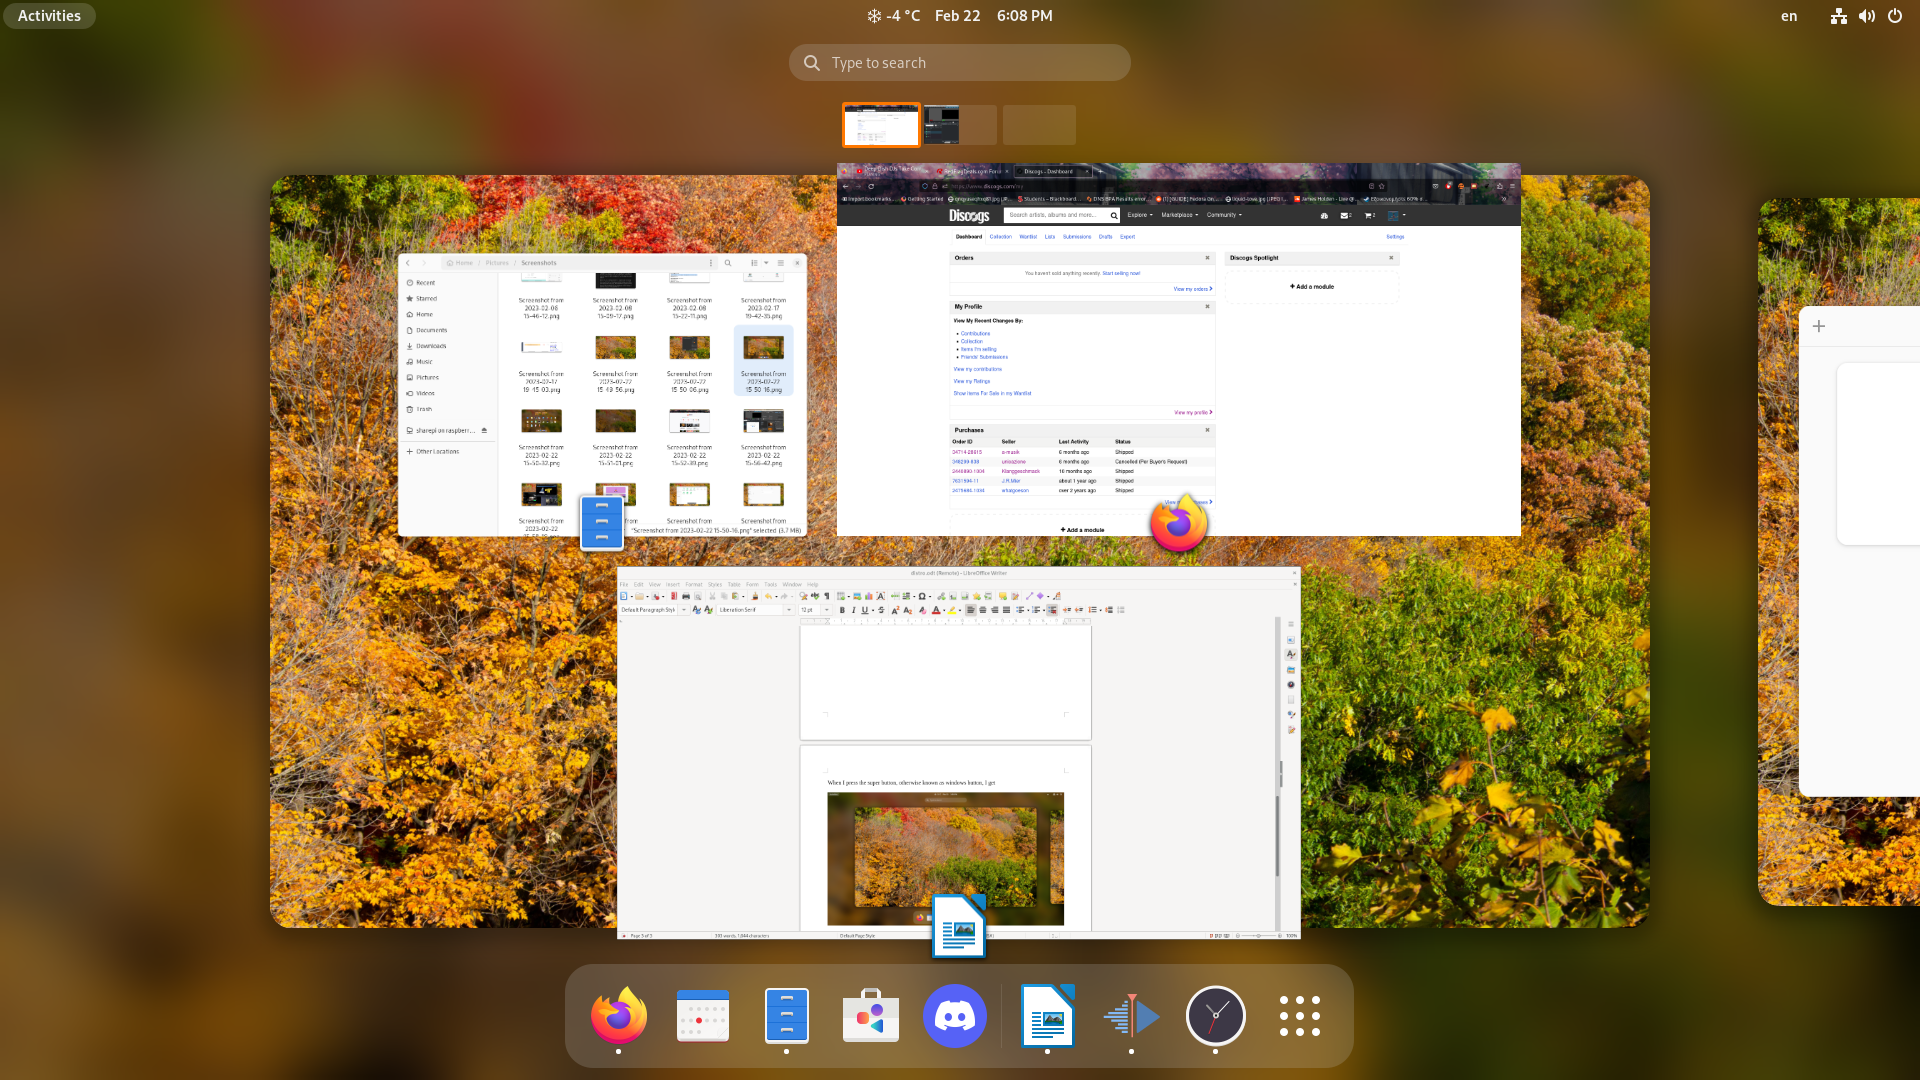 Activities
-4 °C Feb 22 6:08 PM
en
Type to search
Home / Pictures / Screenshots
Recent
Starred
Home
Documents
Downloads
Music
Pictures
Videos
Trash
sharepi on raspberr...
Other Locations
Screenshot from 2023-02-08 15-46-12.png
Screenshot from 2023-02-08 15-09-17.png
Screenshot from 2023-02-08 15-22-11.png
Screenshot from 2023-02-17 19-42-35.png
Screenshot from 2023-02-17 19-45-03.png
Screenshot from 2023-02-22 15-49-56.png
Screenshot from 2023-02-22 15-50-06.png
Screenshot from 2023-02-22 15-50-16.png
Screenshot from 2023-02-22 15-50-32.png
Screenshot from 2023-02-22 15-51-01.png
Screenshot from 2023-02-22 15-52-39.png
Screenshot from 2023-02-22 15-56-42.png
Screenshot from 2023-02-22
Screenshot from
Screenshot from
Screenshot from
"Screenshot from 2023-02-22 15-50-16.png" selected (3.7 MB)
Discogs - Dashboard
https://www.discogs.com/my
Getting Started
Students - Blackboard...
Discogs
Search artists, albums and more...
Explore
Marketplace
Community
Dashboard Collection Wantlist Lists Submissions Drafts Export
Settings
Orders
You haven't sold anything recently. Start selling now!
View my orders
Discogs Spotlight
Add a module
My Profile
View My Recent Changes By:
Contributions
Collection
Items I'm selling
Friends' Submissions
View my contributions
View my Ratings
Show Items For Sale in my Wantlist
View my profile
Purchases
Order ID Seller Last Activity Status
6 months ago Shipped
6 months ago Cancelled (Per Buyer's Request)
Klanggeschmack 10 months ago Shipped
J.R.Mier about 1 year ago Shipped
whatgoeson over 2 years ago Shipped
Add a module
distro.odt (Remote) - LibreOffice Writer
File Edit View Insert Format Styles Table Form Tools Window Help
Default Paragraph Style
Liberation Serif
12 pt
When I press the super button, otherwise known as windows button, I get
Page 3 of 3
Default Page Style
100%